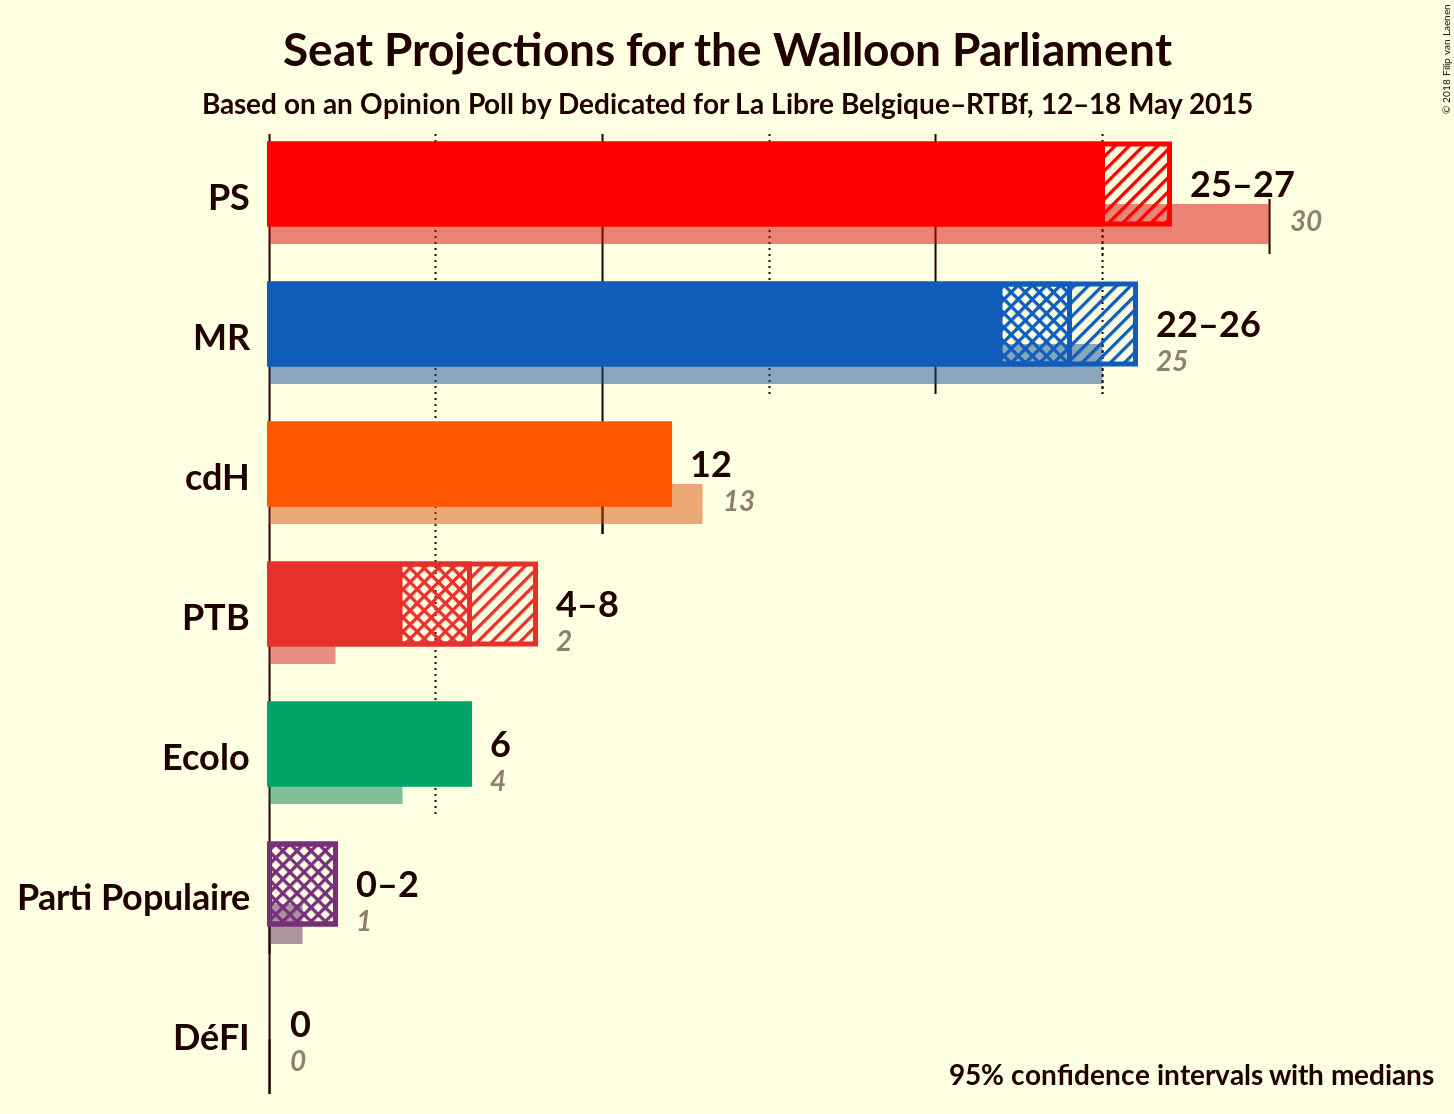 Seat Projections for the Walloon Parliament
Based on an Opinion Poll by Dedicated for La Libre Belgique–RTBf, 12–18 May 2015
© 2018 Filip van Laenen
PS
25–27
30
MR
22–26
25
cdH
12
13
PTB
4–8
2
Ecolo
6
4
Parti Populaire
0–2
1
DéFI
0
0
95% confidence intervals with medians